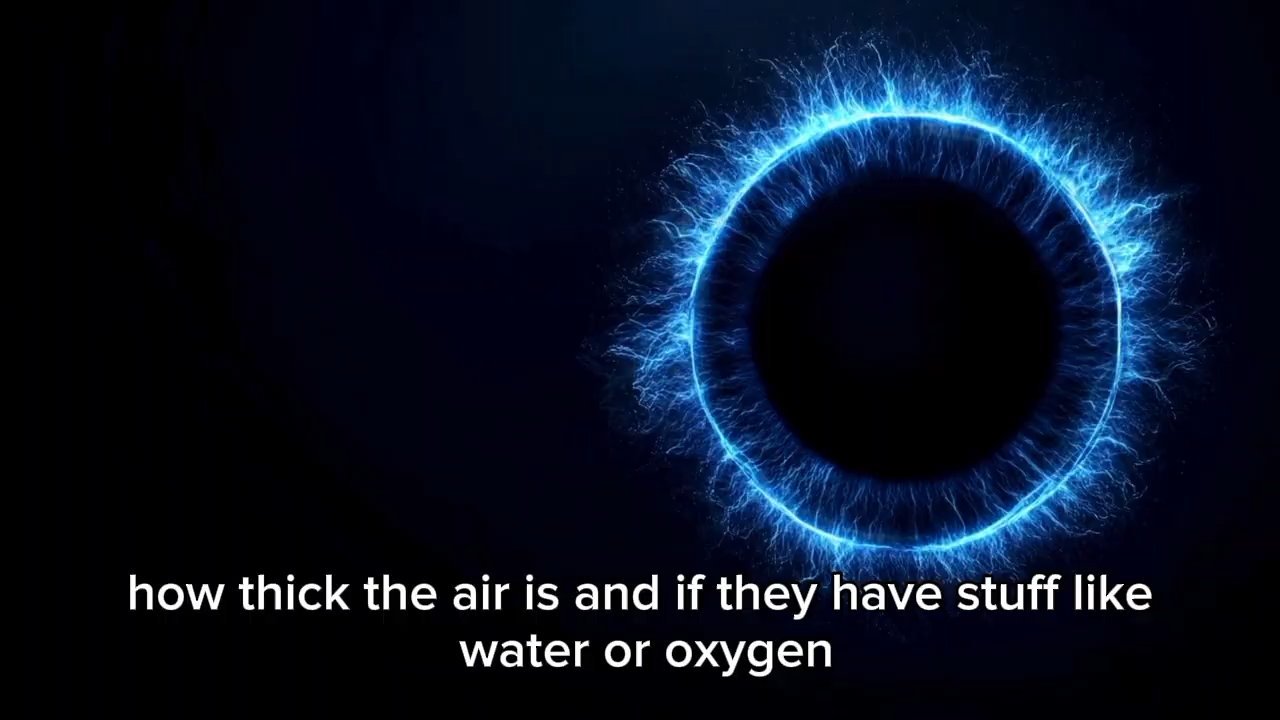 how thick the air is and if they have stuff like
water or oxygen